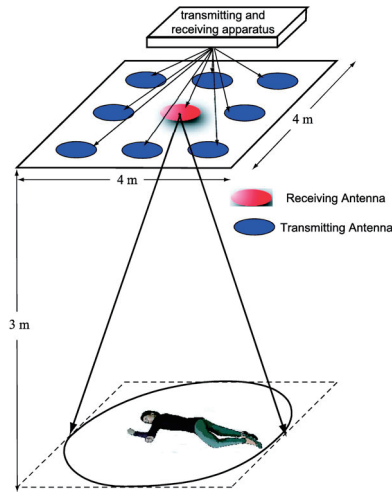 transmitting and
receiving apparatus
4 m
4 m
Receiving Antenna
Transmitting Antenna
3 m